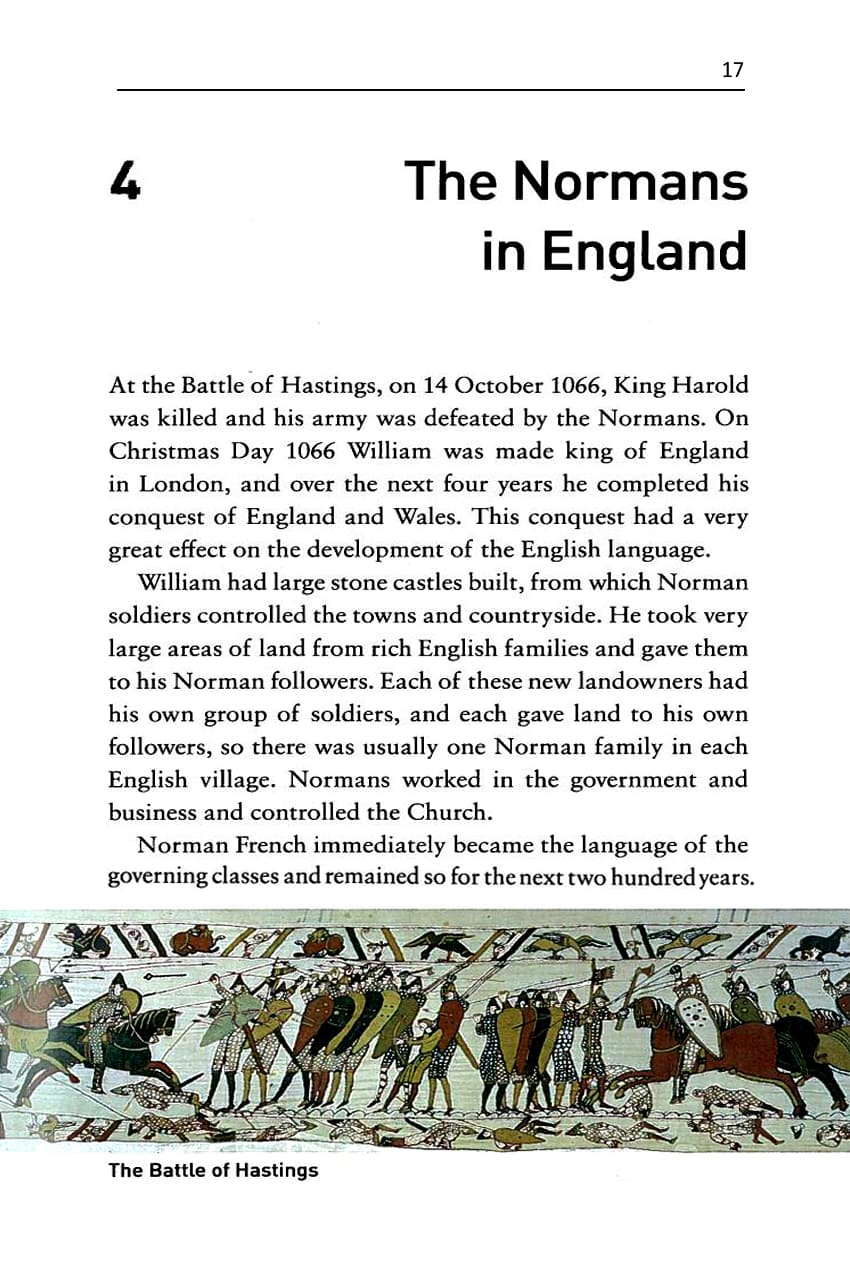 17
4
The Normans
in England
At the Battle of Hastings, on 14 October 1066, King Harold
was killed and his army was defeated by the Normans. On
Christmas Day 1066 William was made king of England
in London, and over the next four years he completed his
conquest of England and Wales. This conquest had a very
great effect on the development of the English language.
William had large stone castles built, from which Norman
soldiers controlled the towns and countryside. He took very
large areas of land from rich English families and gave them
to his Norman followers. Each of these new landowners had
his own group of soldiers, and each gave land to his own
followers, so there was usually one Norman family in each
English village. Normans worked in the government and
business and controlled the Church.
Norman French immediately became the language of the
governing classes and remained so for the next two hundred years.
The Battle of Hastings